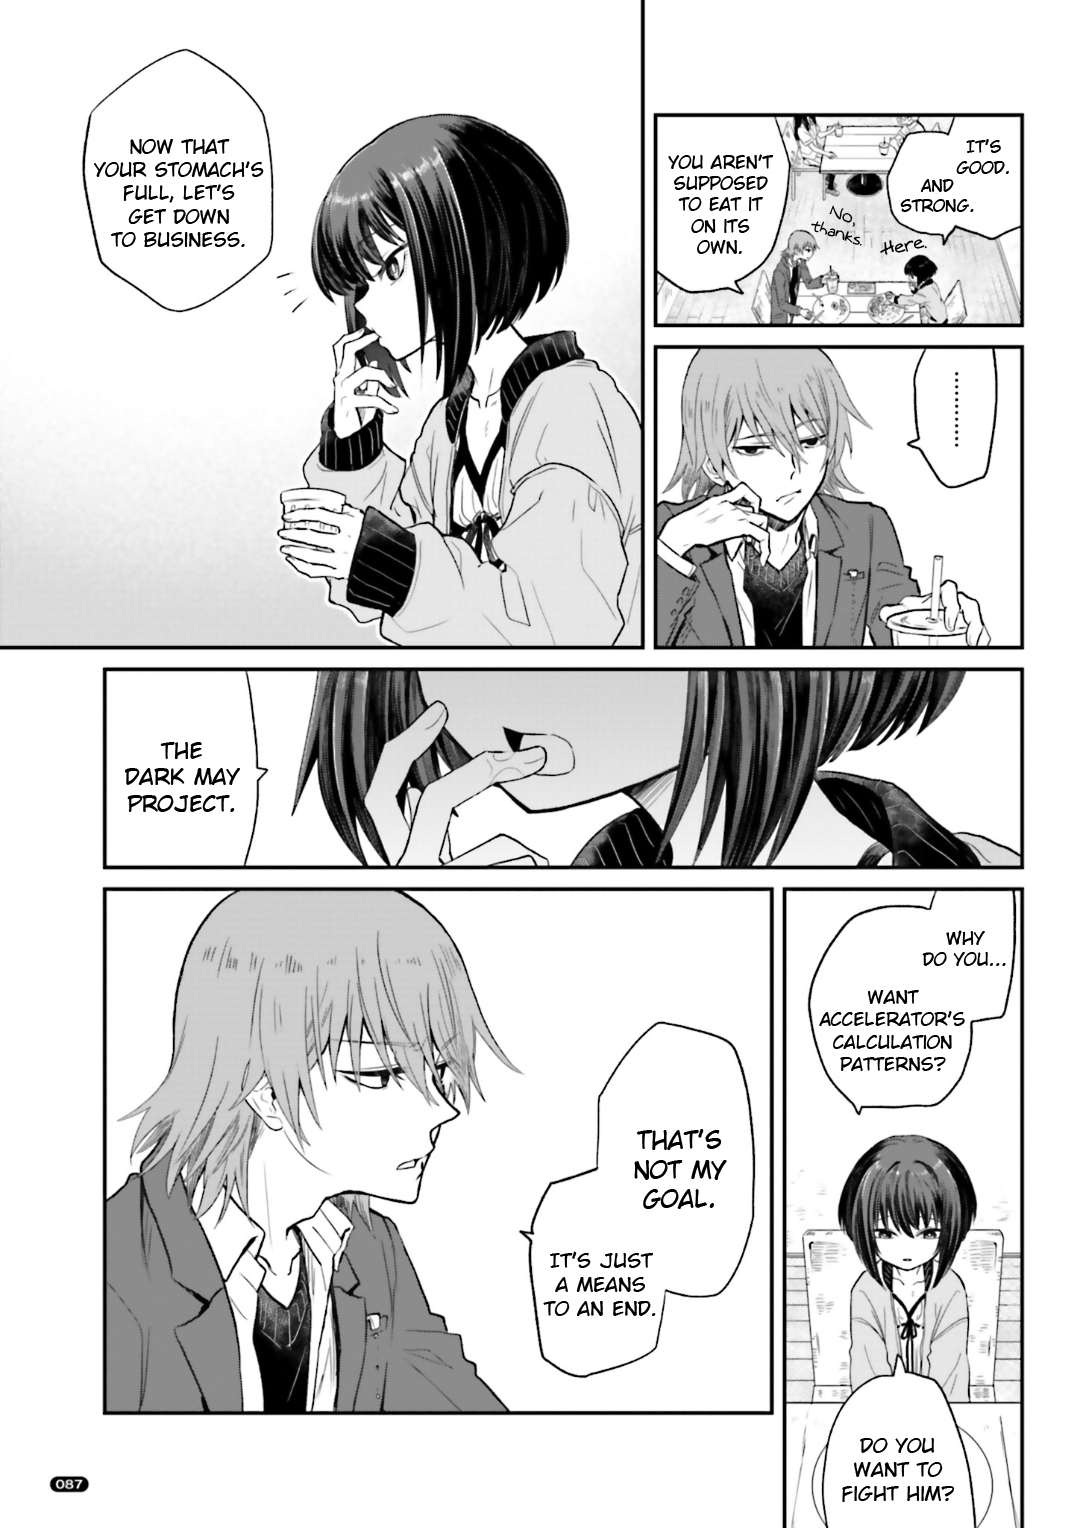 IT'S
GOOD.
AND
STRONG.
No,
thanks.
Here.
YOU AREN'T
SUPPOSED
TO EAT IT
ON ITS
OWN.
..........
NOW THAT
YOUR STOMACH'S
FULL, LET'S
GET DOWN
TO BUSINESS.
THE
DARK MAY
PROJECT.
WHY
DO YOU...
WANT
ACCELERATOR'S
CALCULATION
PATTERNS?
DO YOU
WANT TO
FIGHT HIM?
THAT'S
NOT MY
GOAL.
IT'S JUST
A MEANS
TO AN END.
087